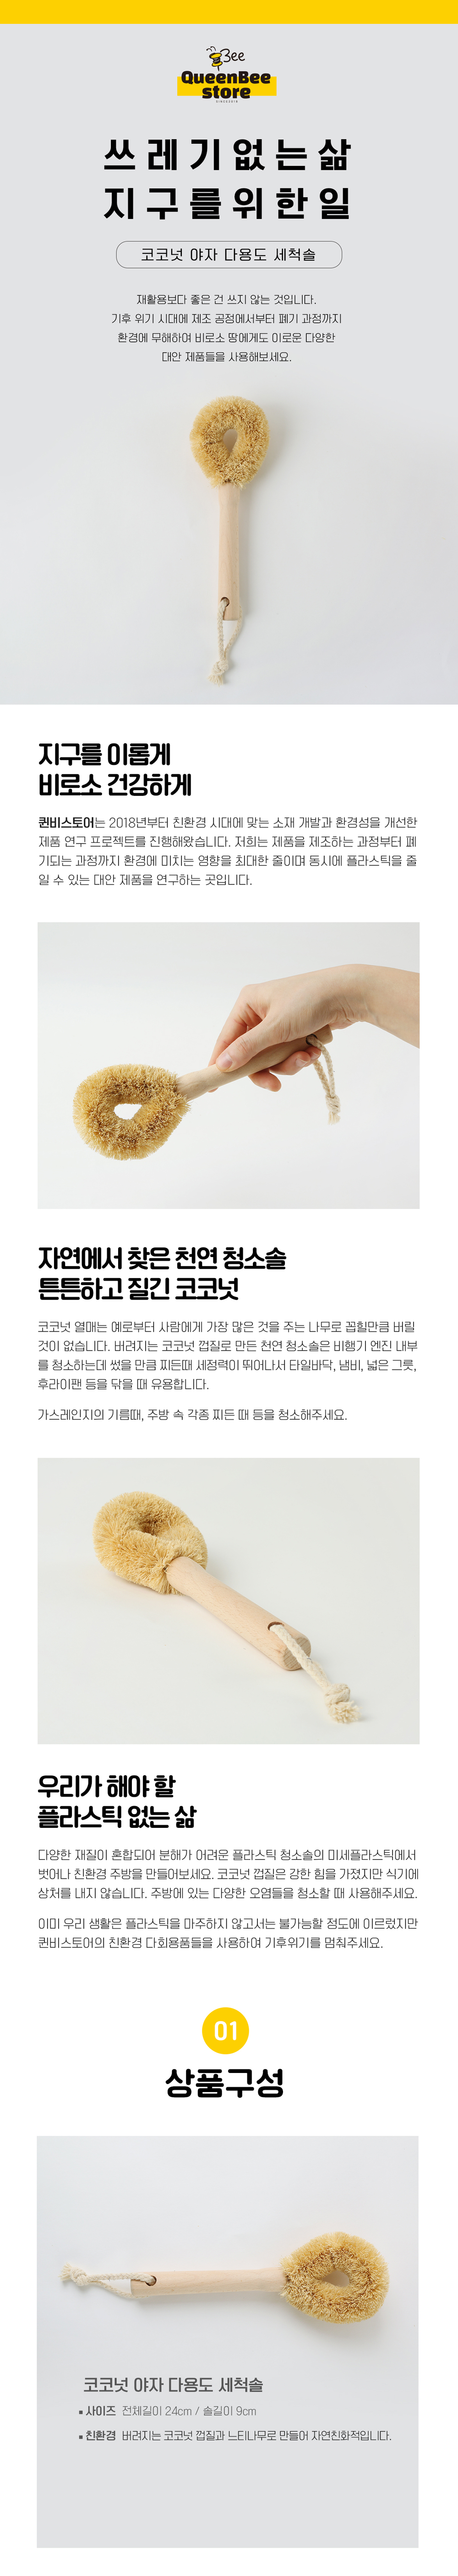 Bee
QueenBee
store
쓰레기없는삶
지구를위한일
코코넛 야자 다용도 세척솔
재활용보다 좋은 건 쓰지 않는 것입니다.
기후 위기 시대에 제조 공정에서부터 폐기 과정까지
환경에 무해하여 비로소 땅에게도 이로운 다양한
대안 제품들을 사용해보세요.
지구를 이롭게
비로소 건강하게
퀸비스토어는 2018년부터 친환경 시대에 맞는 소재 개발과 환경성을 개선한
제품 연구 프로젝트를 진행해왔습니다. 저희는 제품을 제조하는 과정부터 폐
기되는 과정까지 환경에 미치는 영향을 최대한 줄이며 동시에 플라스틱을 줄
일 수 있는 대안 제품을 연구하는 곳입니다.
자연에서 찾은 천연 청소솔
튼튼하고 질긴 코코넛
코코넛 열매는 예로부터 사람에게 가장 많은 것을 주는 나무로 꼽힐만큼 버릴
것이 없습니다. 버려지는 코코넛 껍질로 만든 천연 청소솔은 비행기 엔진 내부
를 청소하는데 썼을 만큼 찌든때 세정력이 뛰어나서 타일바닥, 냄비, 넓은 그릇,
후라이팬 등을 닦을 때 유용합니다.
가스레인지의 기름때, 주방 속 각종 찌든 때 등을 청소해주세요.
우리가 해야 할
플라스틱 없는 삶
다양한 재질이 혼합되어 분해가 어려운 플라스틱 청소솔의 미세플라스틱에서
벗어나 친환경 주방을 만들어보세요. 코코넛 껍질은 강한 힘을 가졌지만 식기에
상처를 내지 않습니다. 주방에 있는 다양한 오염들을 청소할 때 사용해주세요.
이미 우리 생활은 플라스틱을 마주하지 않고서는 불가능할 정도에 이르렀지만
퀸비스토어의 친환경 다회용품들을 사용하여 기후위기를 멈춰주세요.
01
상품구성
코코넛 야자 다용도 세척솔
▪ 사이즈 전체길이 24cm / 솔길이 9cm
▪ 친환경 버려지는 코코넛 껍질과 느티나무로 만들어 자연친화적입니다.